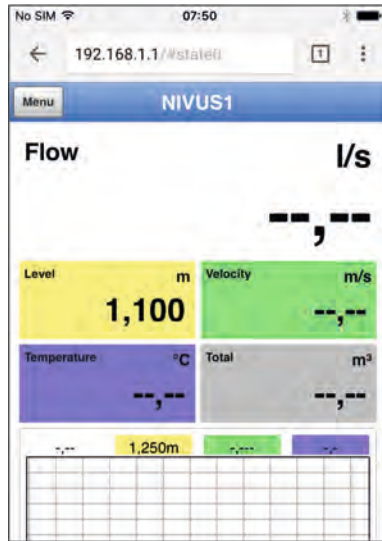 No SIM 07:50
192.168.1.1/#state0 1
Menu NIVUS1
Flow l/s
--,--
Level m Velocity m/s
1,100 --,--
Temperature °C Total m³
--,-- --,--
-,-- 1,250m -,--- -,-